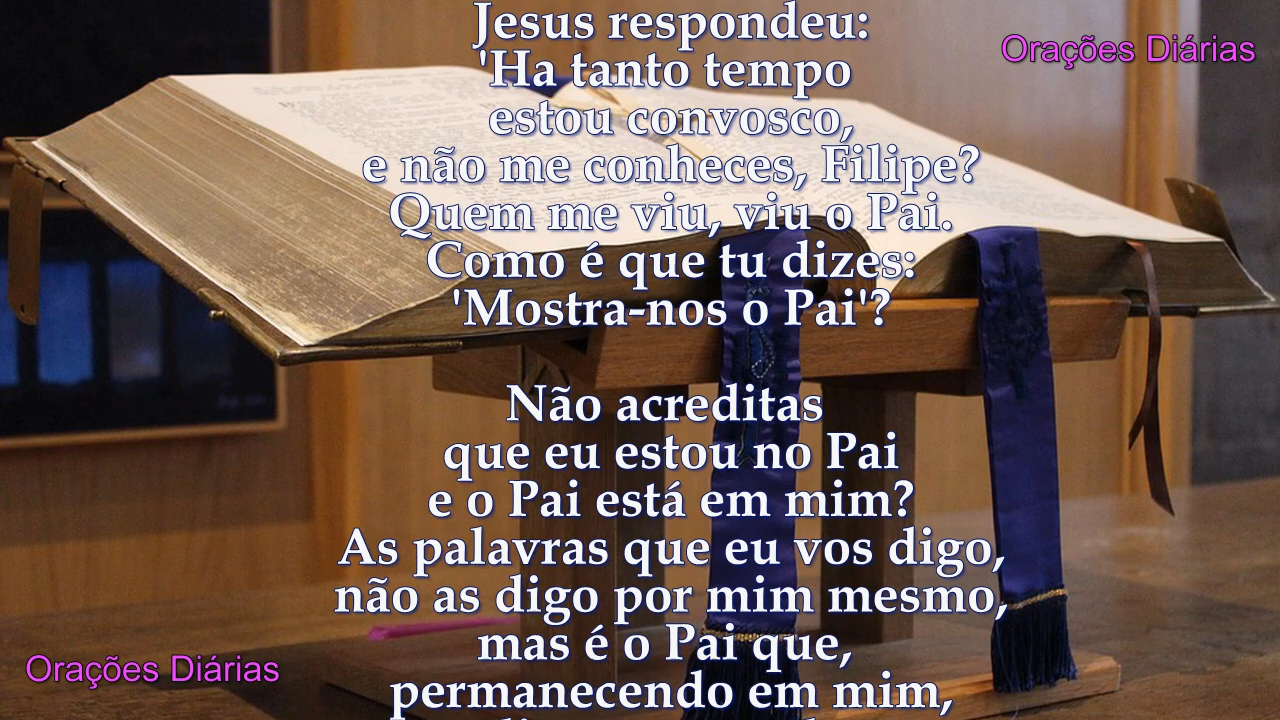 Jesus respondeu:
Orações Diárias
'Ha tanto tempo
estou convosco,
e não me conheces, Filipe?
Quem me viu, viu o Pai.
Como é que tu dizes:
'Mostra-nos o Pai'?
Não acreditas
que eu estou no Pai
e o Pai está em mim?
As palavras que eu vos digo,
não as digo por mim mesmo,
mas é o Pai que,
Orações Diárias
permanecendo em mim,